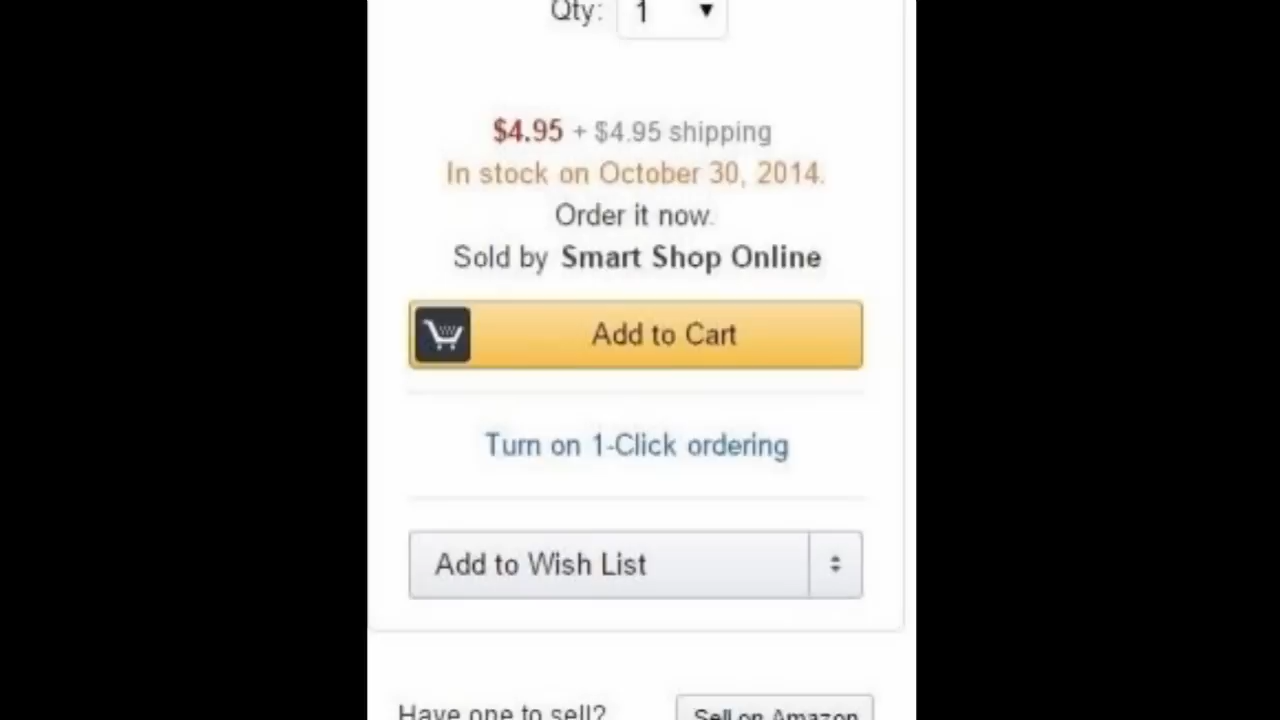 Qty: 1
$4.95 + $4.95 shipping
In stock on October 30, 2014.
Order it now.
Sold by Smart Shop Online
Add to Cart
Turn on 1-Click ordering
Add to Wish List
Have one to sell? Sell on Amazon